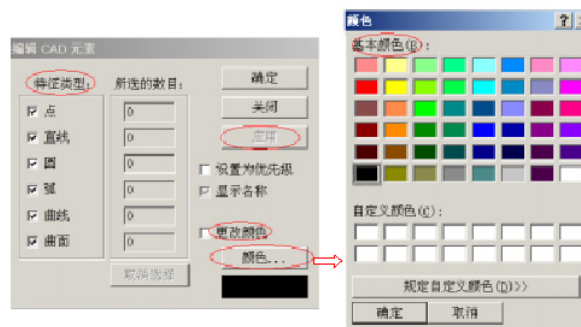 编辑 CAD 元素
特征类型:
所选的数目:
点
0
直线
0
圆
0
弧
0
曲线
0
曲面
0
取消选择
确定
关闭
应用
设置为优先级
显示名称
更改颜色
颜色...
颜色
?
基本颜色(B):
自定义颜色(C):
规定自定义颜色(D)>>
确定
取消